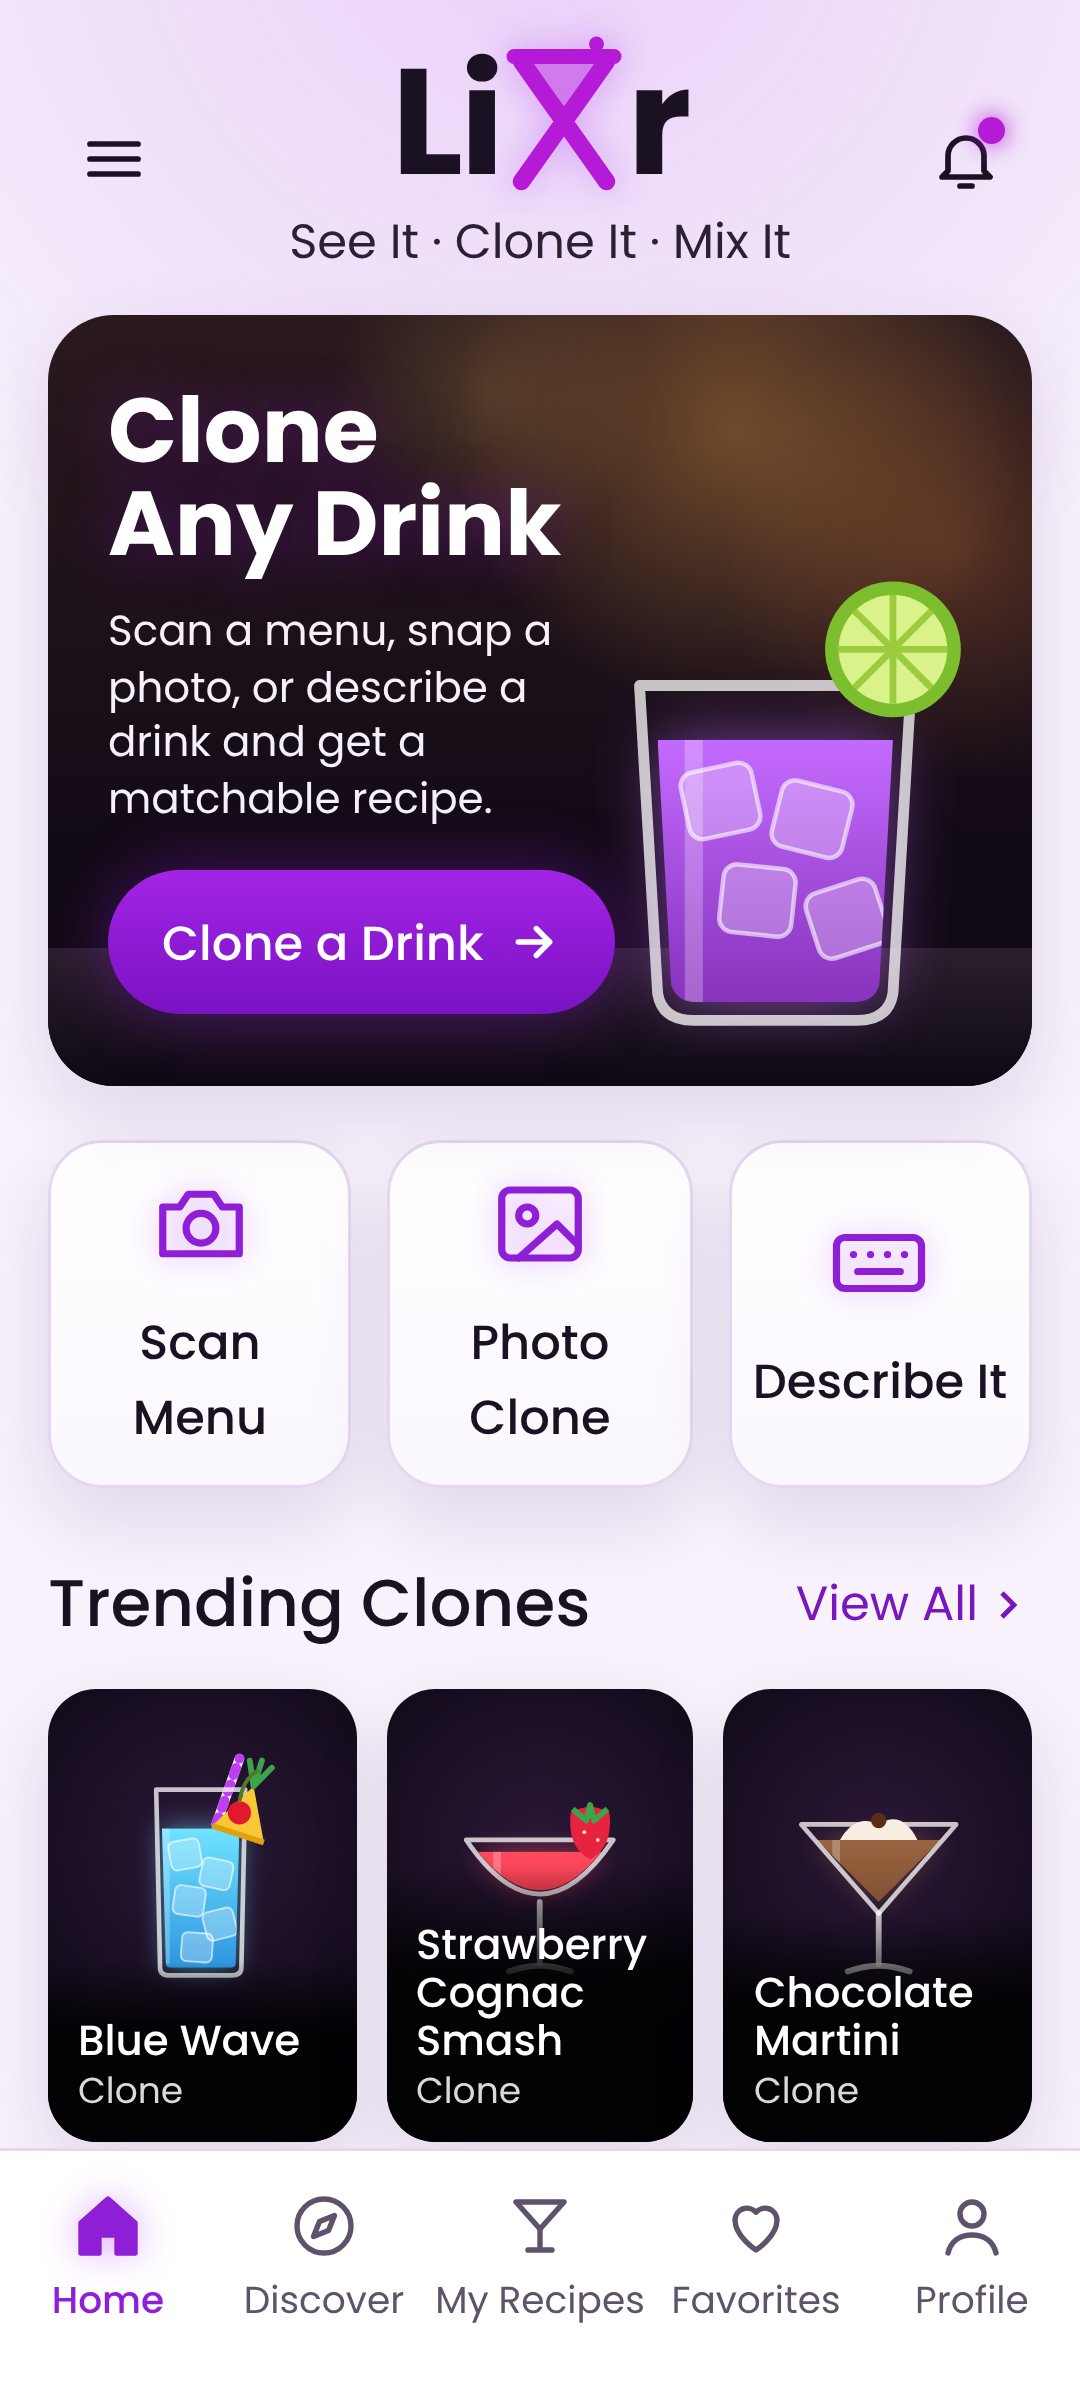 LiXr
See It · Clone It · Mix It
Clone
Any Drink
Scan a menu, snap a
photo, or describe a
drink and get a
matchable recipe.
Clone a Drink
Scan
Menu
Photo
Clone
Describe It
Trending Clones
View All
Blue Wave
Clone
Strawberry
Cognac
Smash
Clone
Chocolate
Martini
Clone
Home
Discover
My Recipes
Favorites
Profile